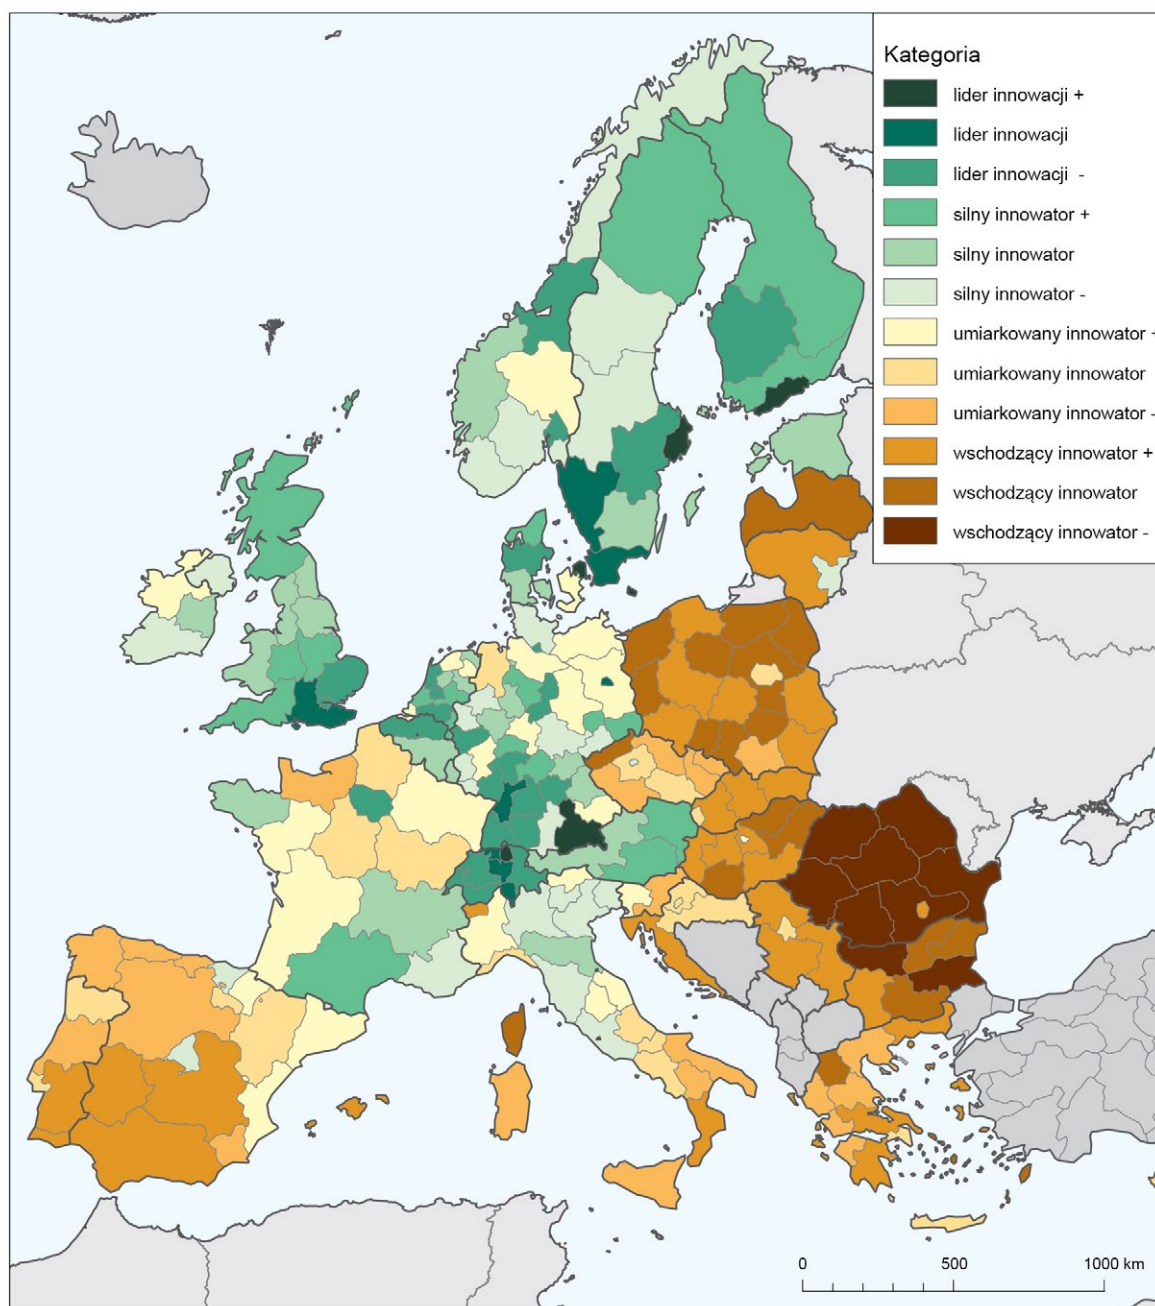 Kategoria
lider innowacji +
lider innowacji
lider innowacji -
silny innowator +
silny innowator
silny innowator -
umiarkowany innowator +
umiarkowany innowator
umiarkowany innowator -
wschodzący innowator +
wschodzący innowator
wschodzący innowator -
0 500 1000 km